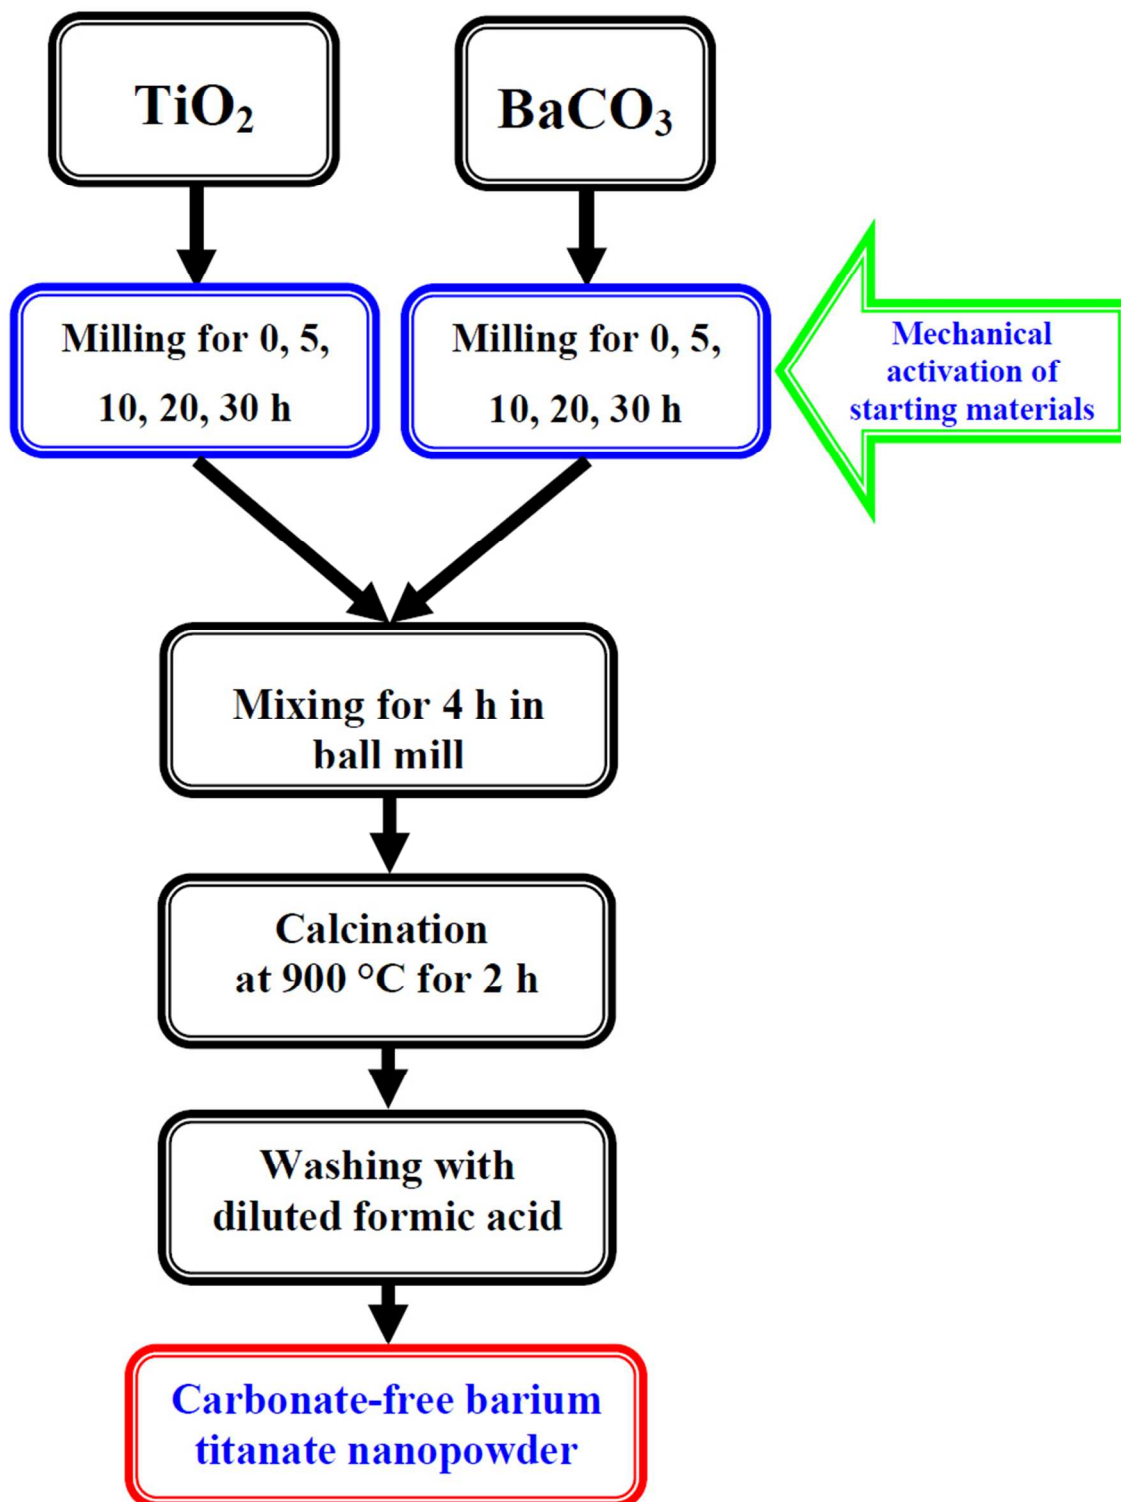 TiO₂
BaCO₃
Milling for 0, 5,
10, 20, 30 h
Milling for 0, 5,
10, 20, 30 h
Mechanical
activation of
starting materials
Mixing for 4 h in
ball mill
Calcination
at 900 °C for 2 h
Washing with
diluted formic acid
Carbonate-free barium
titanate nanopowder